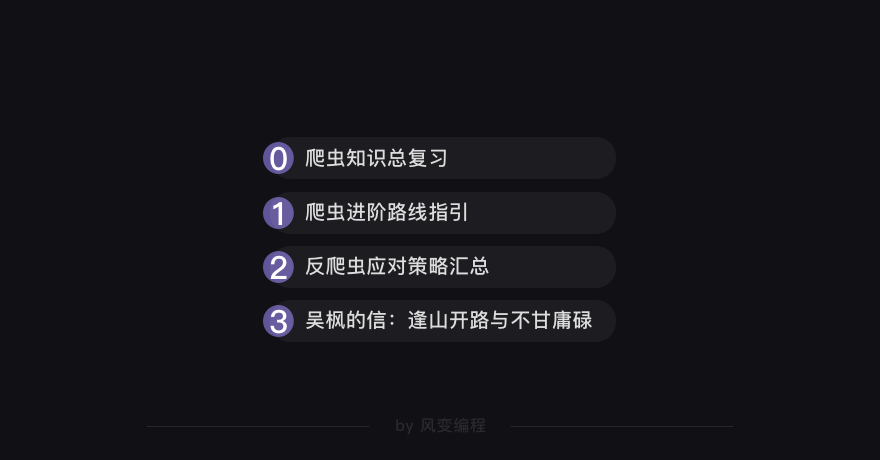 0 爬虫知识总复习
1 爬虫进阶路线指引
2 反爬虫应对策略汇总
3 吴枫的信：逢山开路与不甘庸碌
by 风变编程